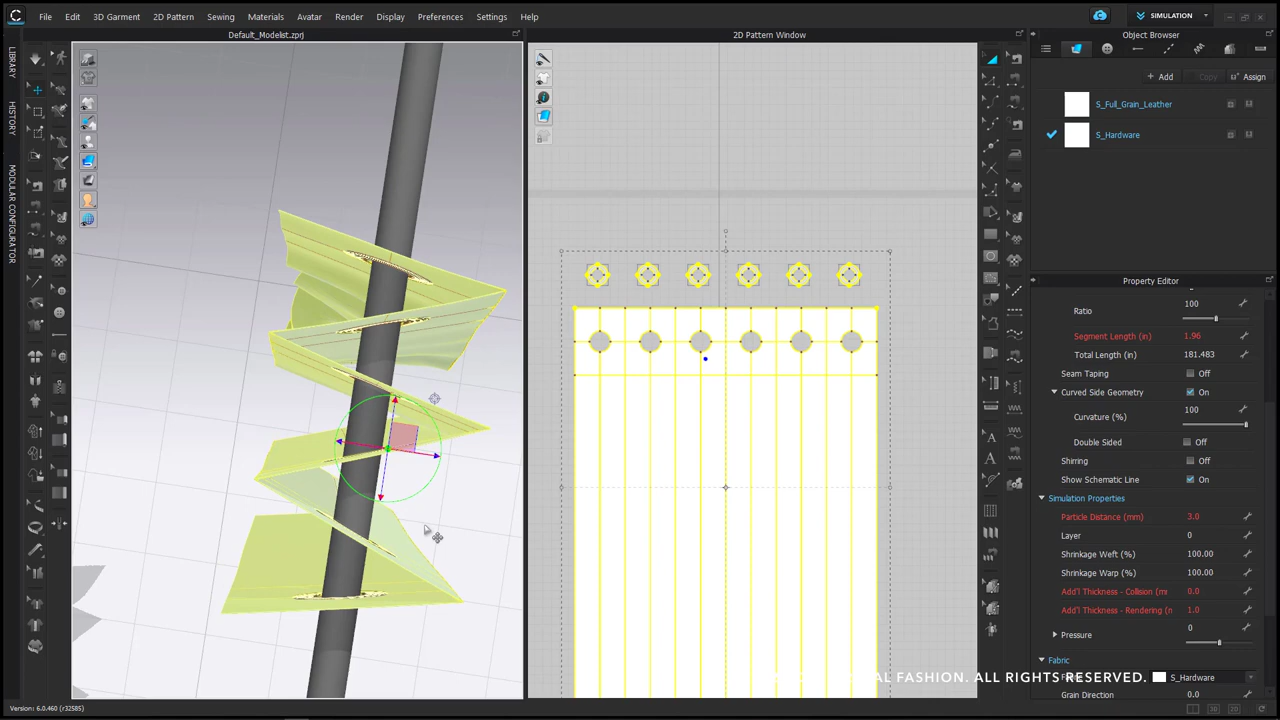 File Edit 3D Garment 2D Pattern Sewing Materials Avatar Render Display Preferences Settings Help
SIMULATION
Default_Modelist.zprj
2D Pattern Window
Object Browser
LIBRARY
HISTORY
MODULAR CONFIGURATOR
+ Add Copy Assign
S_Full_Grain_Leather
S_Hardware
Property Editor
Ratio 100
Segment Length (in) 1.96
Total Length (in) 181.483
Seam Taping Off
Curved Side Geometry On
Curvature (%) 100
Double Sided Off
Shirring Off
Show Schematic Line On
Simulation Properties
Particle Distance (mm) 3.0
Layer 0
Shrinkage Weft (%) 100.00
Shrinkage Warp (%) 100.00
Add'l Thickness - Collision (mr 0.0
Add'l Thickness - Rendering (n 1.0
Pressure 0
Fabric
FASHION. ALL RIGHTS RESERVED.
S_Hardware
Grain Direction 0.0
Version: 6.0.460 (r32585)
3D 2D